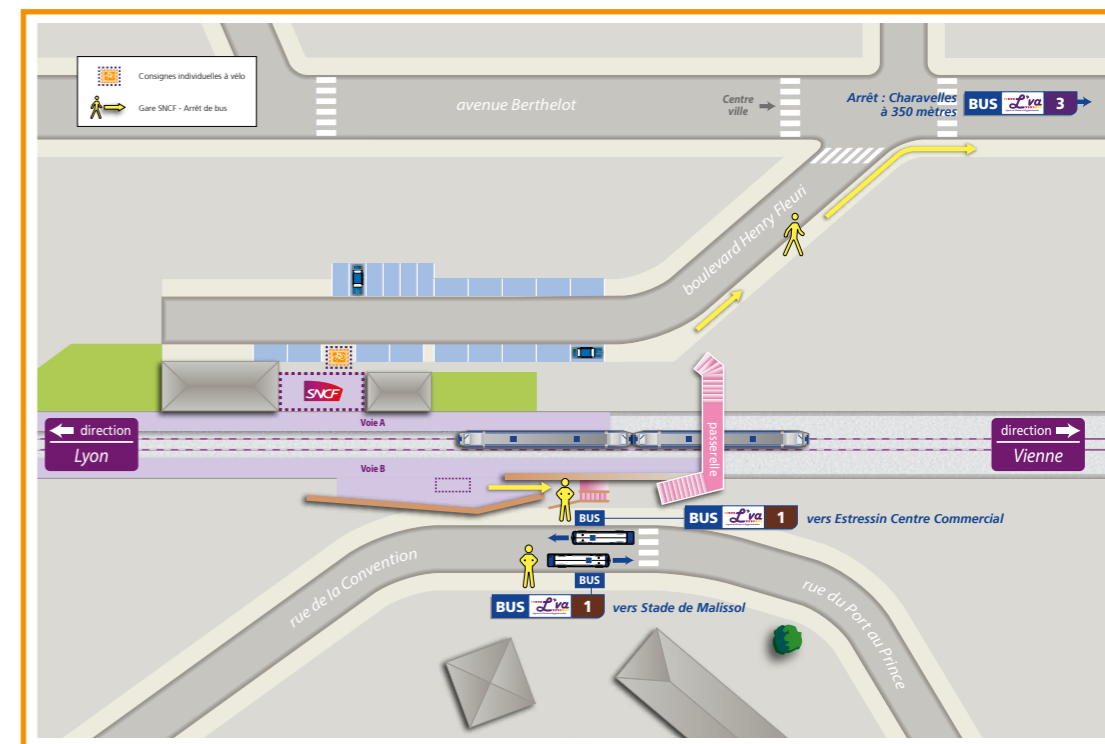 Consignes individuelles à vélo
Gare SNCF - Arrêt de bus
avenue Berthelot
Centre
ville
Arrêt : Charavelles
à 350 mètres
BUS L'va 3
boulevard Henry Fleuri
SNCF
Voie A
direction
Lyon
passerelle
direction
Vienne
Voie B
BUS
BUS L'va 1 vers Estressin Centre Commercial
rue de la Convention
BUS
BUS L'va 1 vers Stade de Malissol
rue du Port au Prince